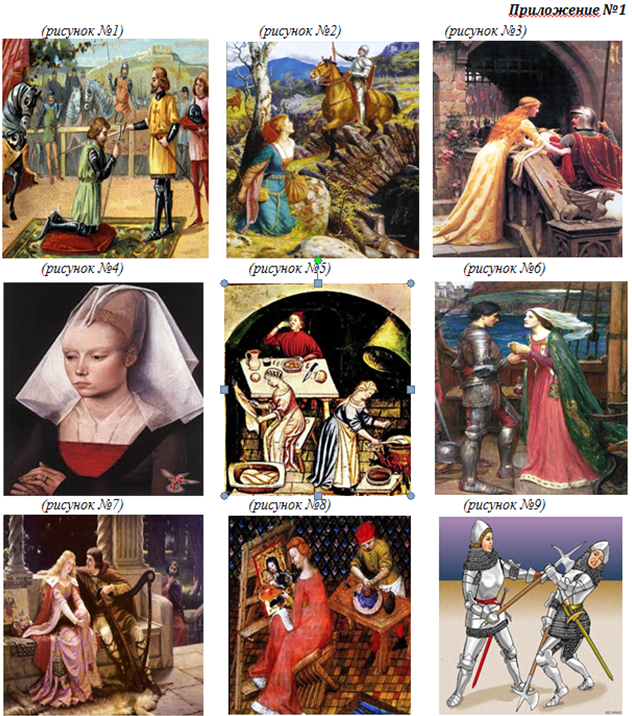 Приложение №1
(рисунок №1) (рисунок №2) (рисунок №3)
(рисунок №4) (рисунок №5) (рисунок №6)
(рисунок №7) (рисунок №8) (рисунок №9)